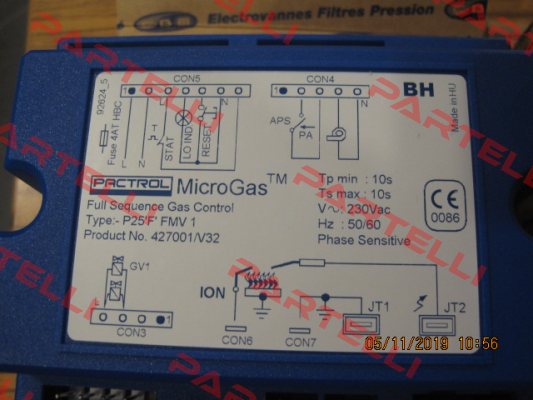 Electrovannes Filtres Pression
92624_5
CON5
CON4
BH
Made in HU
Fuse 4AT HBC
L
N
T
STAT
LO IND
RESET
L
N
N
APS
PA
PACTROL MicroGas™
Full Sequence Gas Control
Type:- P25'F' FMV 1
Product No. 427001/V32
Tp min : 10s
Ts max : 10s
V~: 230Vac
Hz : 50/60
Phase Sensitive
CE
0086
GV1
CON3
ION
CON6
CON7
JT1
JT2
05/11/2019 10:56
PARTELLI